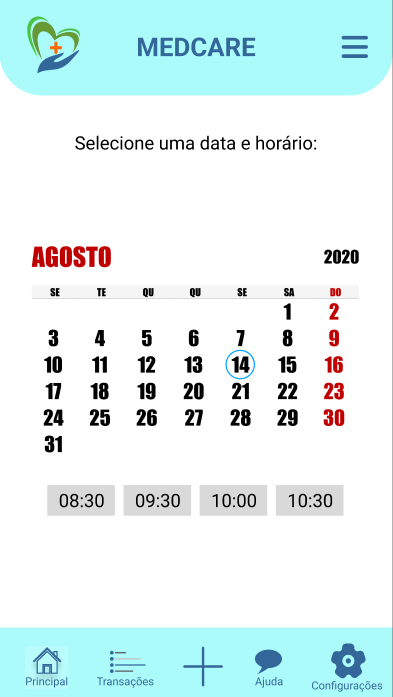 MEDCARE
Selecione uma data e horário:
AGOSTO 2020
SE TE QU QU SE SA DO
1 2
3 4 5 6 7 8 9
10 11 12 13 14 15 16
17 18 19 20 21 22 23
24 25 26 27 28 29 30
31
08:30 09:30 10:00 10:30
Principal Transações Ajuda Configurações